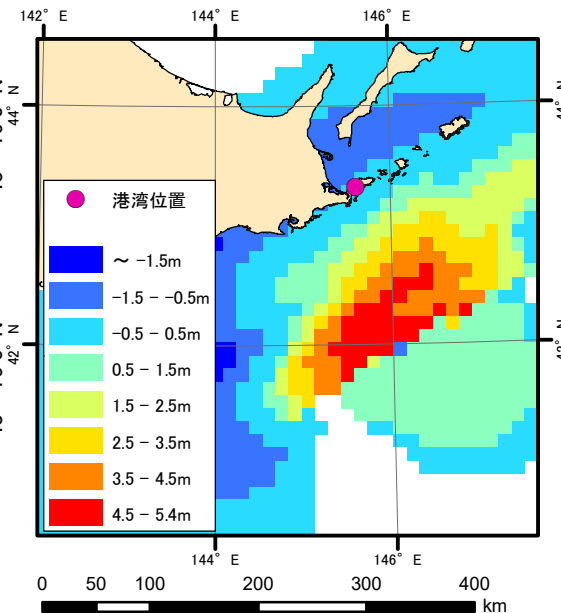 142° E
144° E
146° E
44° N
44° N
港湾位置
～ -1.5m
-1.5 - -0.5m
-0.5 - 0.5m
0.5 - 1.5m
1.5 - 2.5m
2.5 - 3.5m
3.5 - 4.5m
4.5 - 5.4m
42° N
144° E
146° E
0 50 100 200 300 400
km